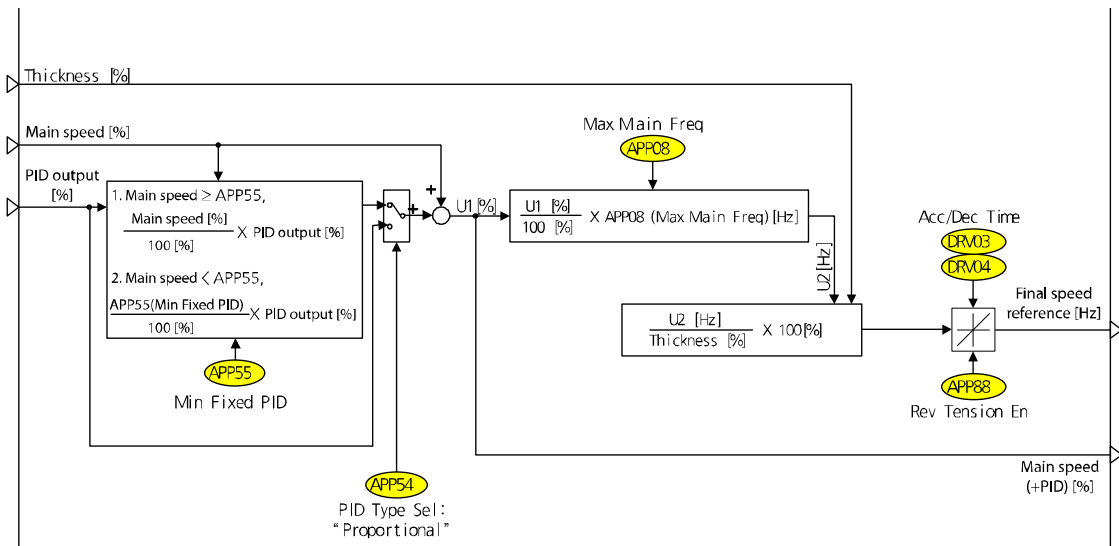 Thickness [%]
Main speed [%]
PID output
[%]
1. Main speed ≥ APP55,
Main speed [%]
100 [%]
X PID output [%]
2. Main speed < APP55,
APP55(Min Fixed PID)
100 [%]
X PID output [%]
APP55
Min Fixed PID
APP54
PID Type Sel:
"Proportional"
+
+
U1 [%]
Max Main Freq
APP08
U1 [%]
100 [%]
X APP08 (Max Main Freq) [Hz]
U2 [Hz]
U2 [Hz]
Thickness [%]
X 100[%]
Acc/Dec Time
DRV03
DRV04
APP88
Rev Tension En
Final speed
reference [Hz]
Main speed
(+PID) [%]